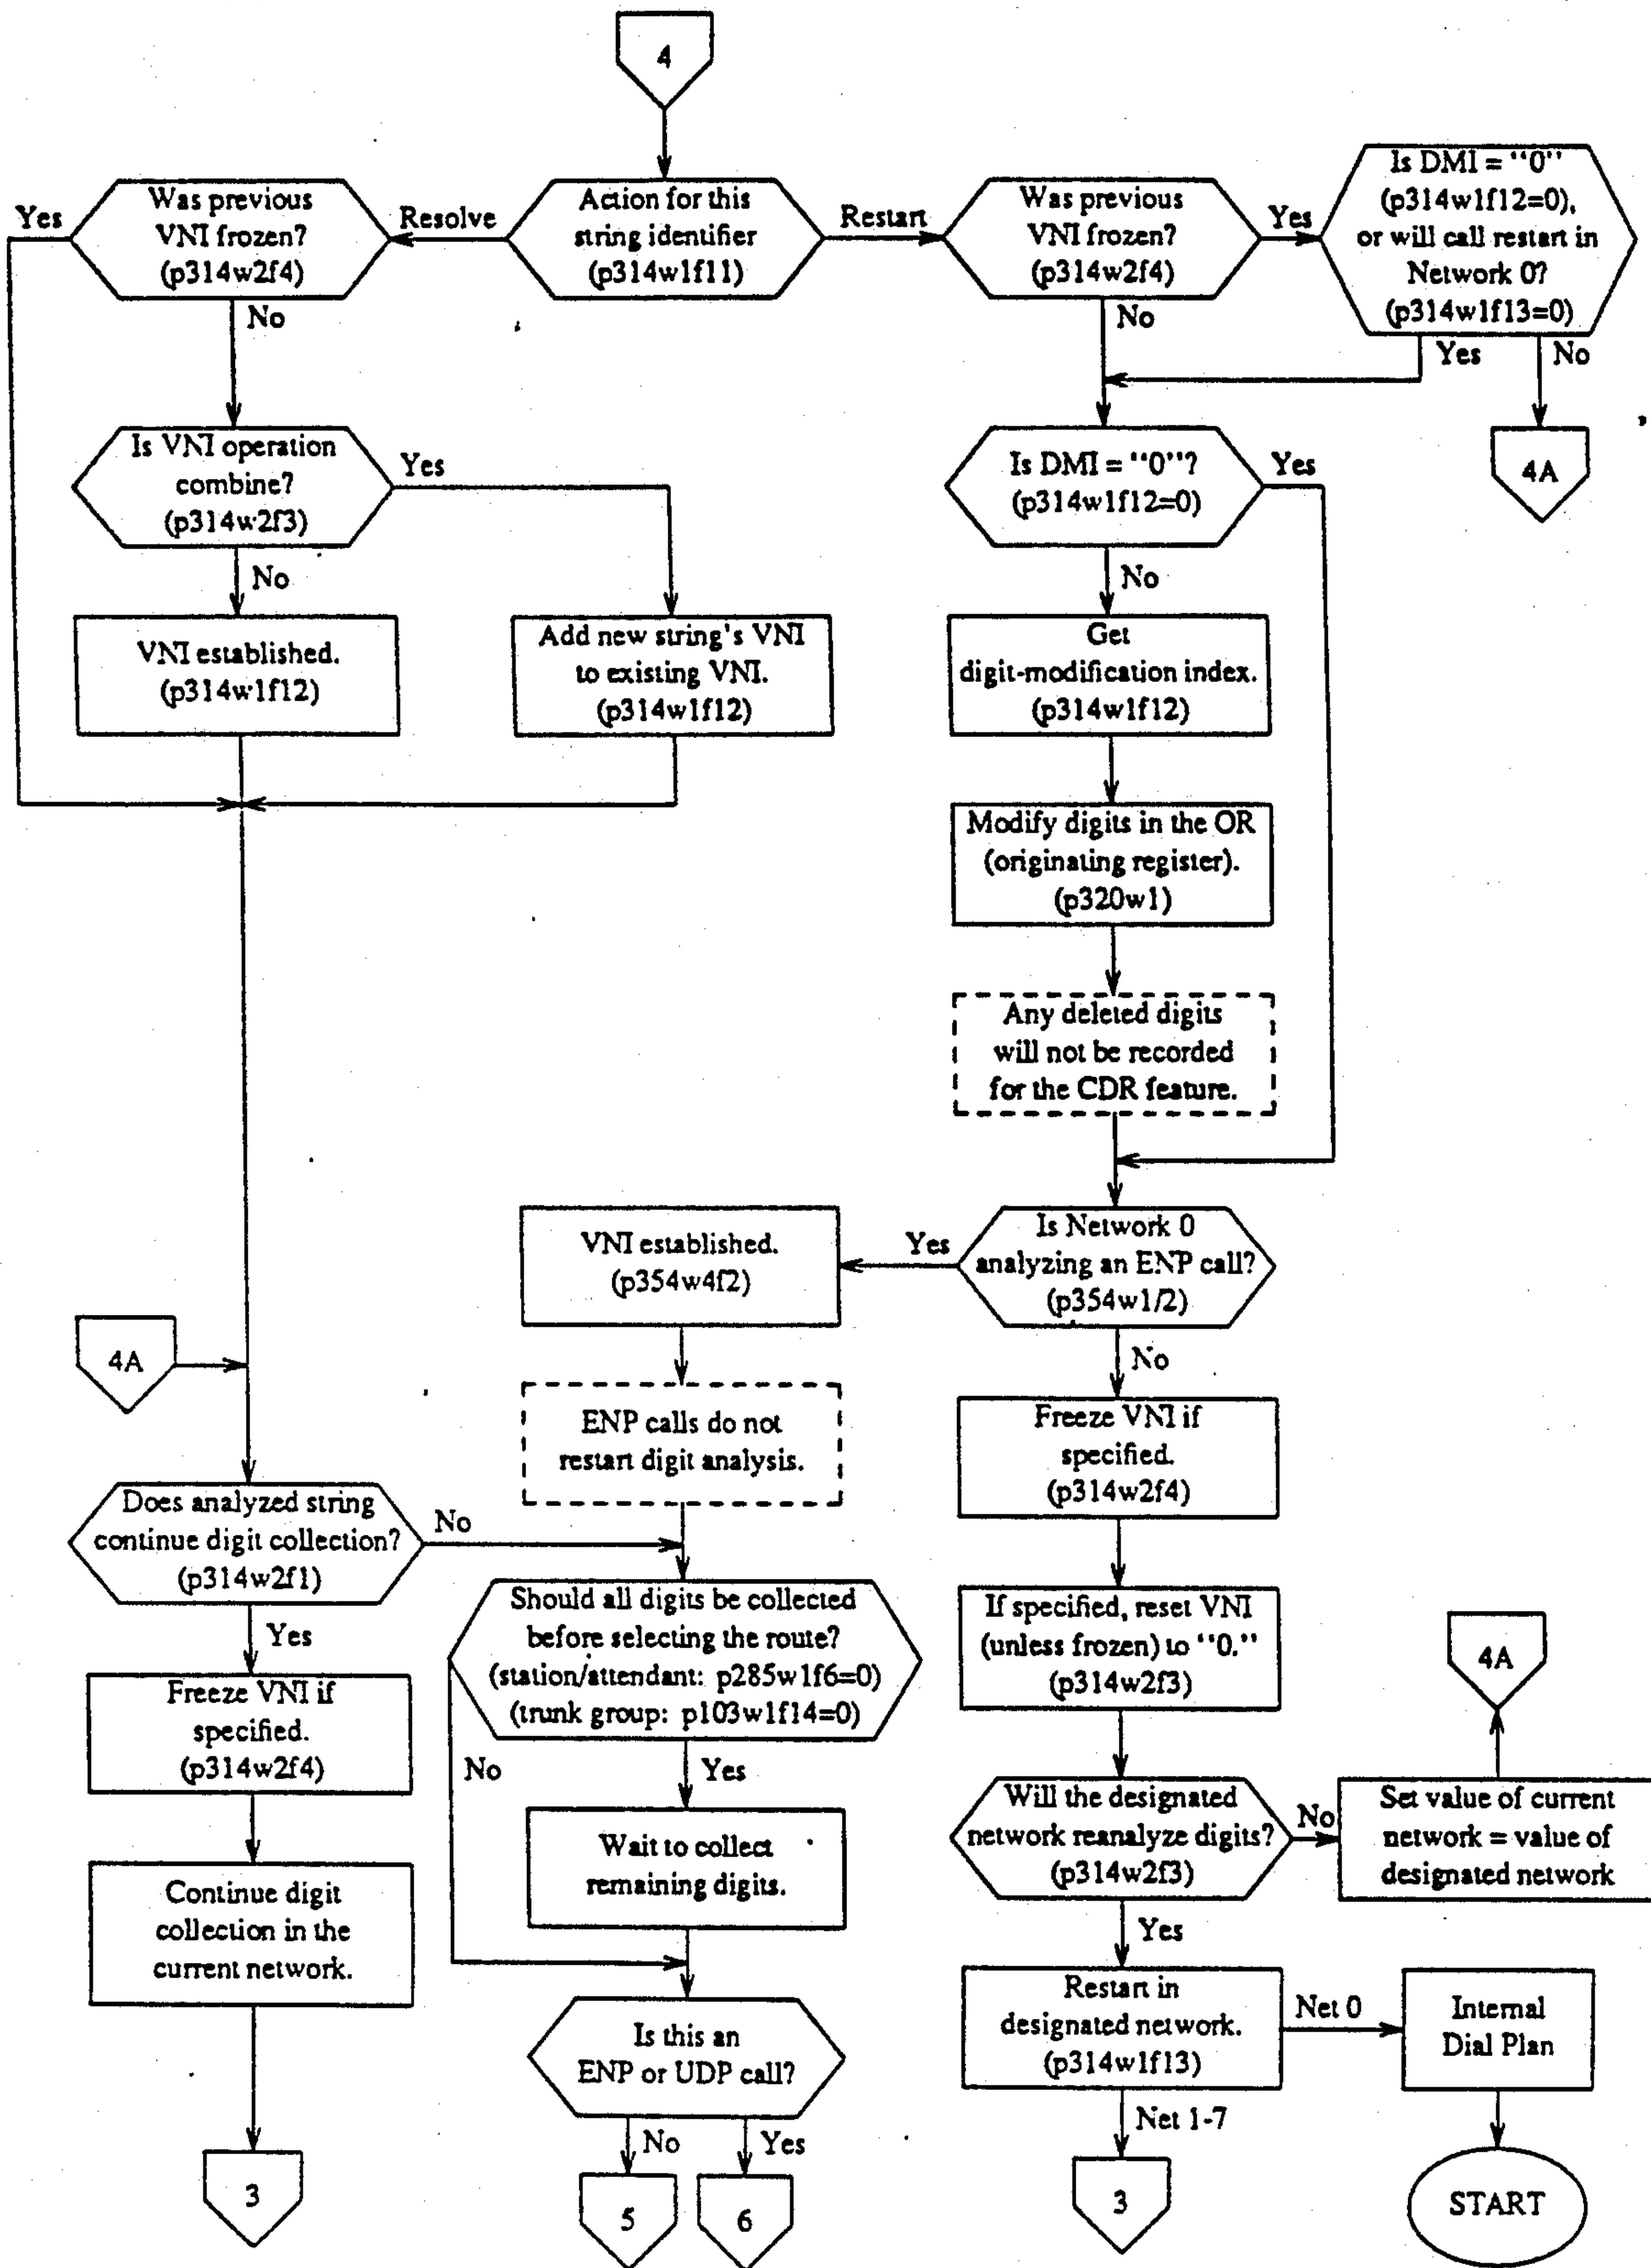 4
Yes
Was previous
VNI frozen?
(p314w2f4)
Resolve
Action for this
string identifier
(p314w1f11)
Restart
Was previous
VNI frozen?
(p314w2f4)
Yes
Is DMI = "0"
(p314w1f12=0),
or will call restart in
Network 0?
(p314w1f13=0)
No
No
Yes
No
4A
Is VNI operation
combine?
(p314w2f3)
Yes
Is DMI = "0"?
(p314w1f12=0)
Yes
No
No
VNI established.
(p314w1f12)
Add new string's VNI
to existing VNI.
(p314w1f12)
Get
digit-modification index.
(p314w1f12)
Modify digits in the OR
(originating register).
(p320w1)
Any deleted digits
will not be recorded
for the CDR feature.
VNI established.
(p354w4f2)
Yes
Is Network 0
analyzing an ENP call?
(p354w1/2)
No
4A
ENP calls do not
restart digit analysis.
Freeze VNI if
specified.
(p314w2f4)
Does analyzed string
continue digit collection?
(p314w2f1)
No
Yes
Should all digits be collected
before selecting the route?
(station/attendant: p285w1f6=0)
(trunk group: p103w1f14=0)
If specified, reset VNI
(unless frozen) to "0."
(p314w2f3)
4A
Freeze VNI if
specified.
(p314w2f4)
No
Yes
Will the designated
network reanalyze digits?
(p314w2f3)
No
Set value of current
network = value of
designated network
Wait to collect
remaining digits.
Yes
Continue digit
collection in the
current network.
Restart in
designated network.
(p314w1f13)
Net 0
Internal
Dial Plan
Is this an
ENP or UDP call?
No
Yes
Net 1-7
3
5
6
3
START